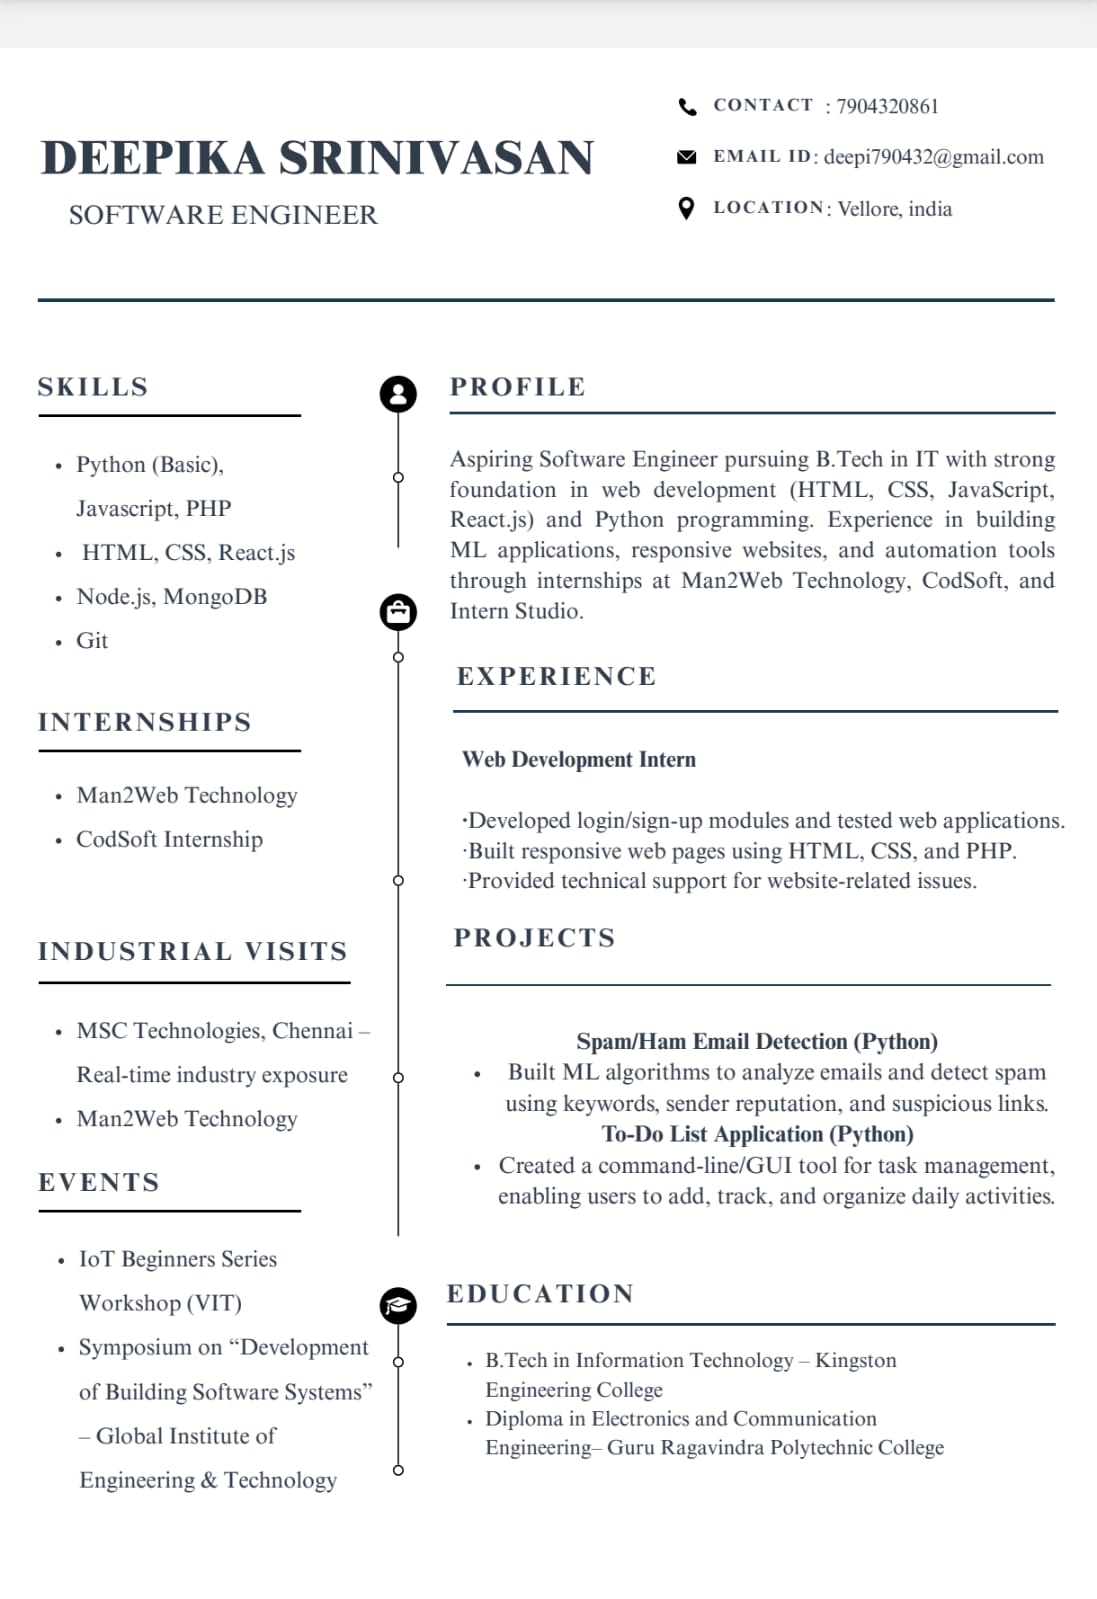 DEEPIKA SRINIVASAN
SOFTWARE ENGINEER
CONTACT : 7904320861
EMAIL ID: deepi790432@gmail.com
LOCATION: Vellore, india
SKILLS
• Python (Basic),
Javascript, PHP
• HTML, CSS, React.js
• Node.js, MongoDB
• Git
INTERNSHIPS
• Man2Web Technology
• CodSoft Internship
INDUSTRIAL VISITS
• MSC Technologies, Chennai –
Real-time industry exposure
• Man2Web Technology
EVENTS
• IoT Beginners Series
Workshop (VIT)
• Symposium on “Development
of Building Software Systems”
– Global Institute of
Engineering & Technology
PROFILE
Aspiring Software Engineer pursuing B.Tech in IT with strong
foundation in web development (HTML, CSS, JavaScript,
React.js) and Python programming. Experience in building
ML applications, responsive websites, and automation tools
through internships at Man2Web Technology, CodSoft, and
Intern Studio.
EXPERIENCE
Web Development Intern
·Developed login/sign-up modules and tested web applications.
·Built responsive web pages using HTML, CSS, and PHP.
·Provided technical support for website-related issues.
PROJECTS
Spam/Ham Email Detection (Python)
• Built ML algorithms to analyze emails and detect spam
using keywords, sender reputation, and suspicious links.
To-Do List Application (Python)
• Created a command-line/GUI tool for task management,
enabling users to add, track, and organize daily activities.
EDUCATION
• B.Tech in Information Technology – Kingston
Engineering College
• Diploma in Electronics and Communication
Engineering– Guru Ragavindra Polytechnic College